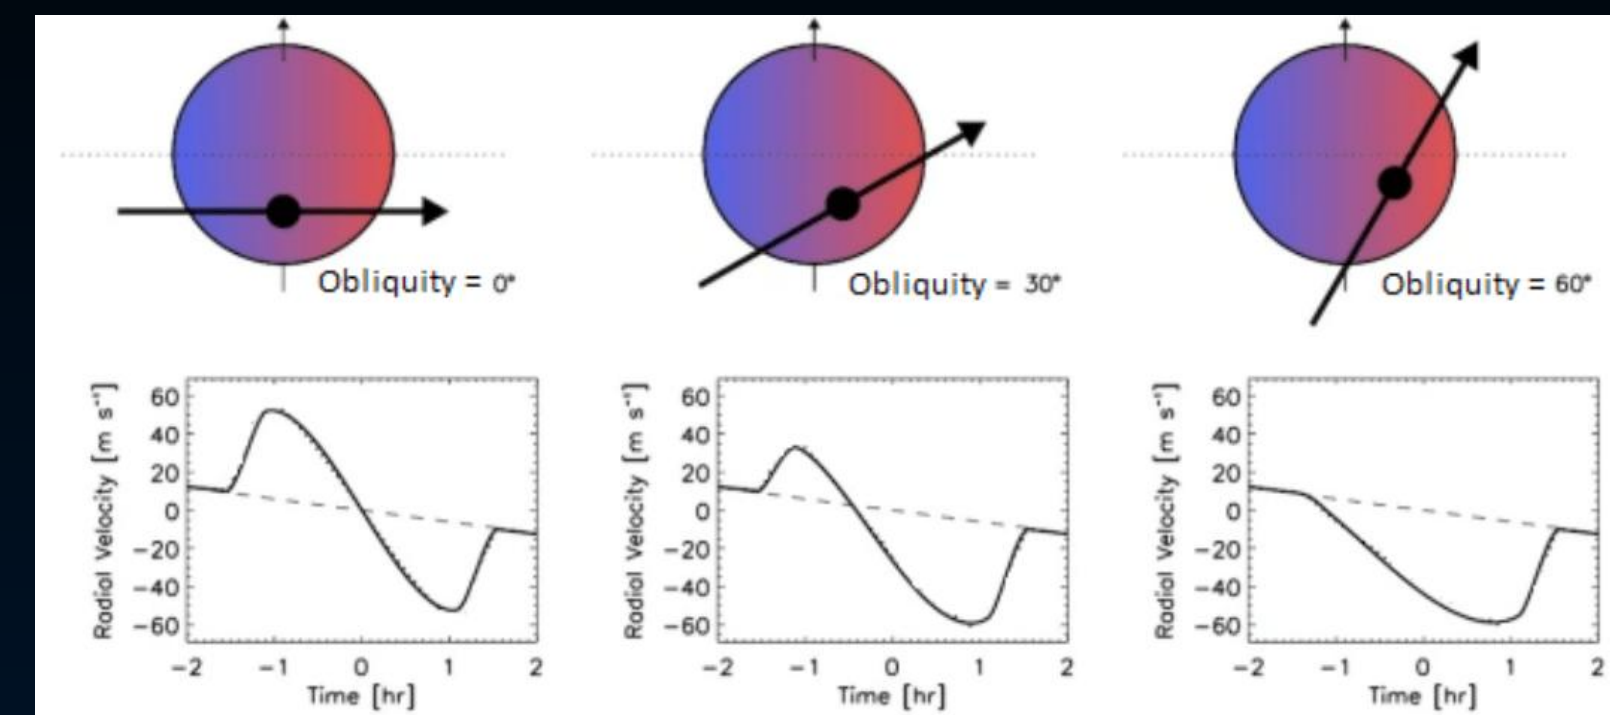 Obliquity = 0°
Obliquity = 30°
Obliquity = 60°
Radial Velocity [m s⁻¹]
60
40
20
0
−20
−40
−60
−2 −1 0 1 2
Time [hr]
Radial Velocity [m s⁻¹]
60
40
20
0
−20
−40
−60
−2 −1 0 1 2
Time [hr]
Radial Velocity [m s⁻¹]
60
40
20
0
−20
−40
−60
−2 −1 0 1 2
Time [hr]